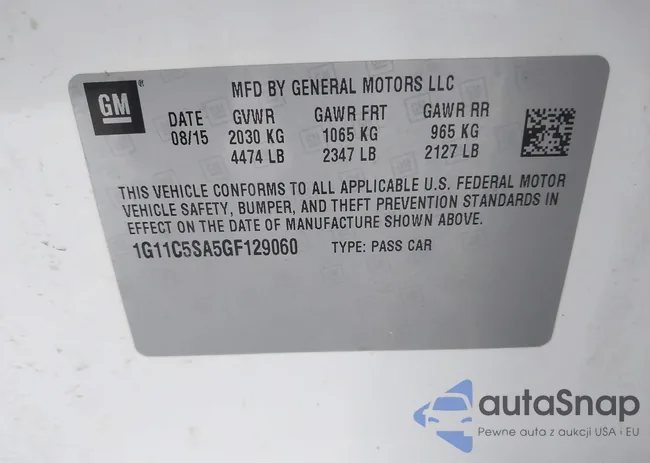 MFD BY GENERAL MOTORS LLC
GM®
DATE GVWR GAWR FRT GAWR RR
08/15 2030 KG 1065 KG 965 KG
4474 LB 2347 LB 2127 LB
THIS VEHICLE CONFORMS TO ALL APPLICABLE U.S. FEDERAL MOTOR
VEHICLE SAFETY, BUMPER, AND THEFT PREVENTION STANDARDS IN
EFFECT ON THE DATE OF MANUFACTURE SHOWN ABOVE.
1G11C5SA5GF129060 TYPE: PASS CAR
autoSnap
Pewne auto z aukcji USA i EU